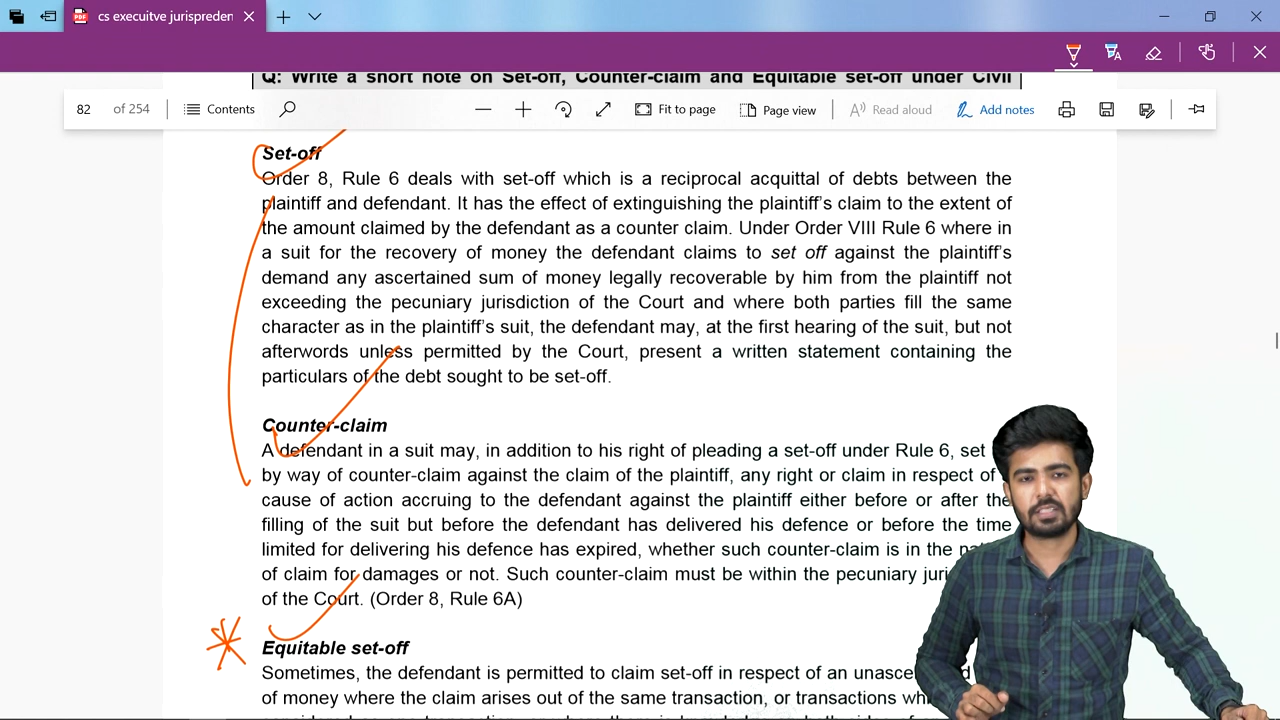 cs execuitve jurispreden
Q: Write a short note on Set-off, Counter-claim and Equitable set-off under Civil
82 of 254 Contents Fit to page Page view Read aloud Add notes
Set-off
Order 8, Rule 6 deals with set-off which is a reciprocal acquittal of debts between the
plaintiff and defendant. It has the effect of extinguishing the plaintiff's claim to the extent of
the amount claimed by the defendant as a counter claim. Under Order VIII Rule 6 where in
a suit for the recovery of money the defendant claims to set off against the plaintiff's
demand any ascertained sum of money legally recoverable by him from the plaintiff not
exceeding the pecuniary jurisdiction of the Court and where both parties fill the same
character as in the plaintiff's suit, the defendant may, at the first hearing of the suit, but not
afterwords unless permitted by the Court, present a written statement containing the
particulars of the debt sought to be set-off.
Counter-claim
A defendant in a suit may, in addition to his right of pleading a set-off under Rule 6, set
by way of counter-claim against the claim of the plaintiff, any right or claim in respect of
cause of action accruing to the defendant against the plaintiff either before or after the
filling of the suit but before the defendant has delivered his defence or before the time
limited for delivering his defence has expired, whether such counter-claim is in the
of claim for damages or not. Such counter-claim must be within the pecuniary
of the Court. (Order 8, Rule 6A)
Equitable set-off
Sometimes, the defendant is permitted to claim set-off in respect of an
of money where the claim arises out of the same transaction, or transactions